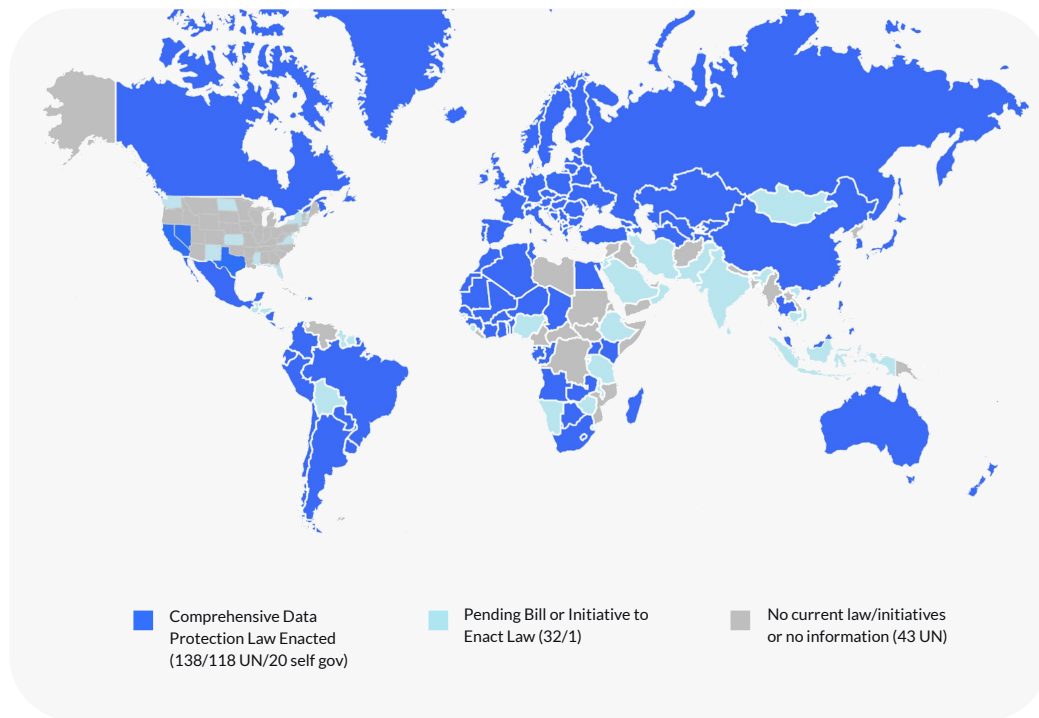 Comprehensive Data
Protection Law Enacted
(138/118 UN/20 self gov)
Pending Bill or Initiative to
Enact Law (32/1)
No current law/initiatives
or no information (43 UN)